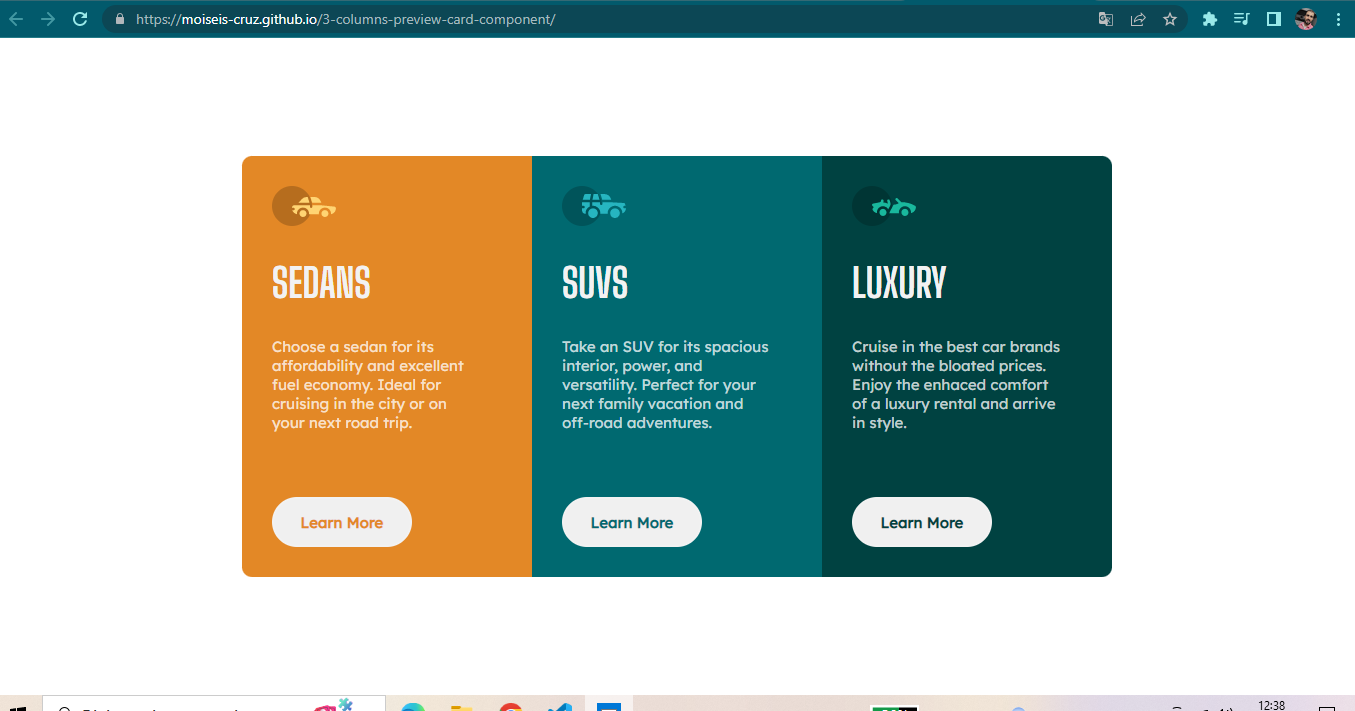 https://moiseis-cruz.github.io/3-columns-preview-card-component/
SEDANS
Choose a sedan for its
affordability and excellent
fuel economy. Ideal for
cruising in the city or on
your next road trip.
Learn More
SUVS
Take an SUV for its spacious
interior, power, and
versatility. Perfect for your
next family vacation and
off-road adventures.
Learn More
LUXURY
Cruise in the best car brands
without the bloated prices.
Enjoy the enhaced comfort
of a luxury rental and arrive
in style.
Learn More
12:38